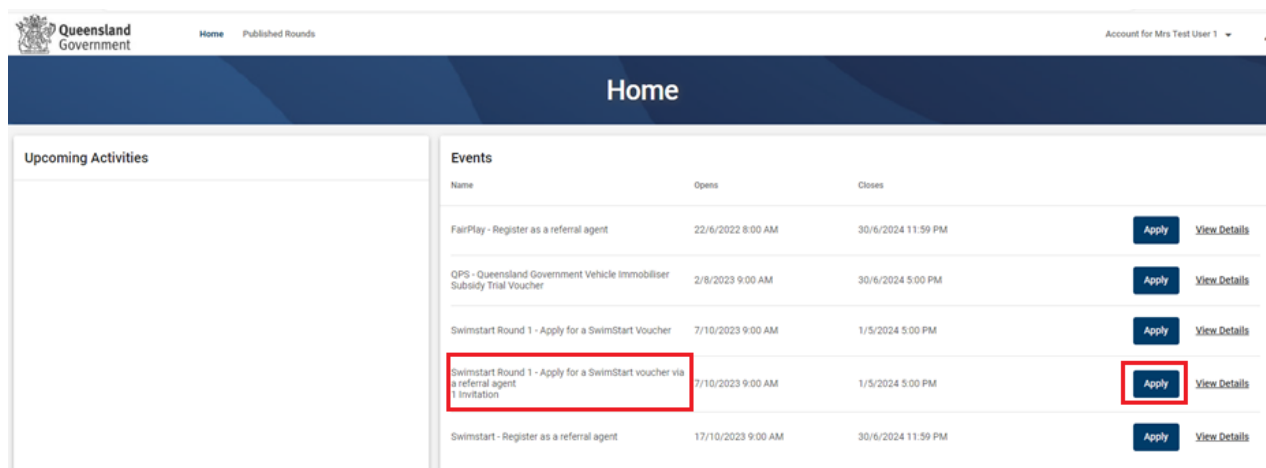 Queensland
Government
Home Published Rounds
Account for Mrs Test User 1
Home
Upcoming Activities
Events
Name Opens Closes
FairPlay - Register as a referral agent 22/6/2022 8:00 AM 30/6/2024 11:59 PM Apply View Details
QPS - Queensland Government Vehicle Immobiliser
Subsidy Trial Voucher 2/8/2023 9:00 AM 30/6/2024 5:00 PM Apply View Details
Swimstart Round 1 - Apply for a SwimStart Voucher 7/10/2023 9:00 AM 1/5/2024 5:00 PM Apply View Details
Swimstart Round 1 - Apply for a SwimStart voucher via
a referral agent 7/10/2023 9:00 AM 1/5/2024 5:00 PM Apply View Details
1 Invitation
Swimstart - Register as a referral agent 17/10/2023 9:00 AM 30/6/2024 11:59 PM Apply View Details